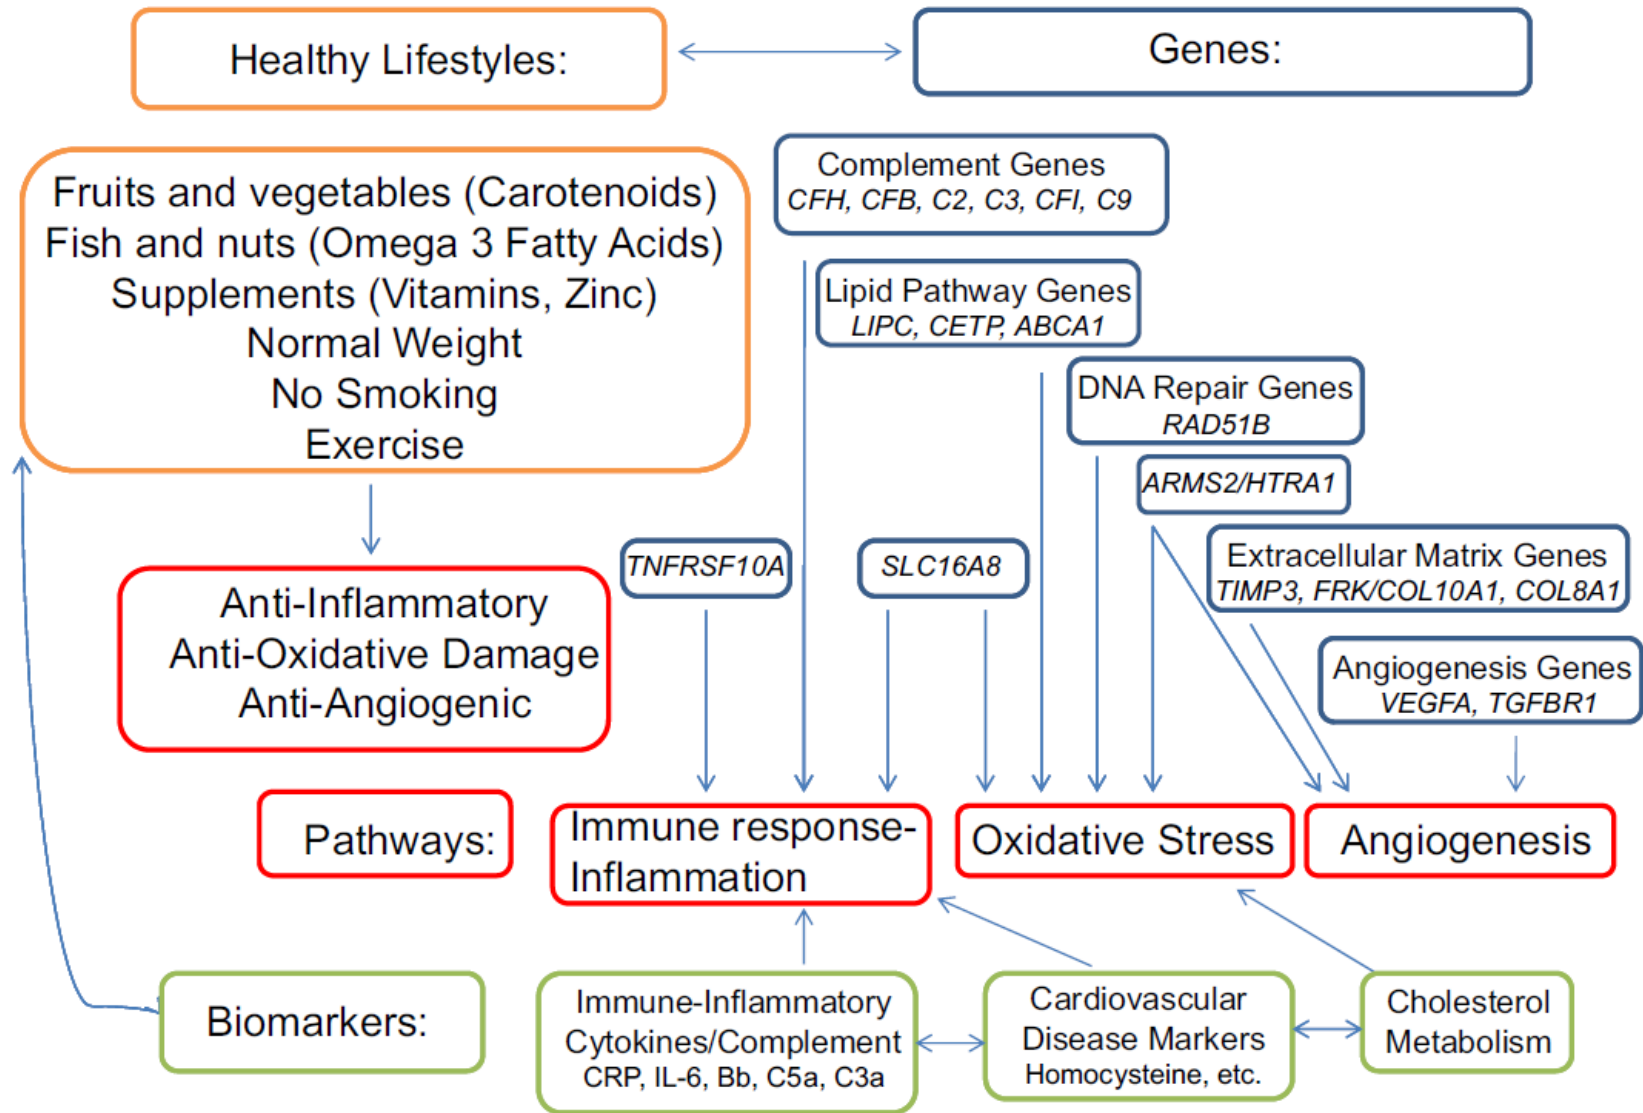 Healthy Lifestyles:
Genes:
Fruits and vegetables (Carotenoids)
Fish and nuts (Omega 3 Fatty Acids)
Supplements (Vitamins, Zinc)
Normal Weight
No Smoking
Exercise
Complement Genes
CFH, CFB, C2, C3, CFI, C9
Lipid Pathway Genes
LIPC, CETP, ABCA1
DNA Repair Genes
RAD51B
ARMS2/HTRA1
TNFRSF10A
SLC16A8
Extracellular Matrix Genes
TIMP3, FRK/COL10A1, COL8A1
Angiogenesis Genes
VEGFA, TGFBR1
Anti-Inflammatory
Anti-Oxidative Damage
Anti-Angiogenic
Pathways:
Immune response-
Inflammation
Oxidative Stress
Angiogenesis
Biomarkers:
Immune-Inflammatory
Cytokines/Complement
CRP, IL-6, Bb, C5a, C3a
Cardiovascular
Disease Markers
Homocysteine, etc.
Cholesterol
Metabolism